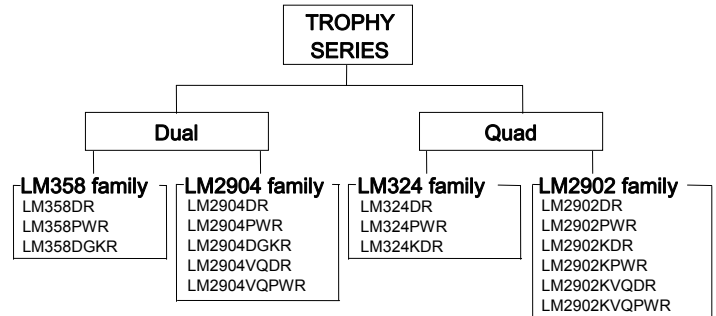 TROPHY
SERIES
Dual
Quad
LM358 family
LM358DR
LM358PWR
LM358DGKR
LM2904 family
LM2904DR
LM2904PWR
LM2904DGKR
LM2904VQDR
LM2904VQPWR
LM324 family
LM324DR
LM324PWR
LM324KDR
LM2902 family
LM2902DR
LM2902PWR
LM2902KDR
LM2902KPWR
LM2902KVQDR
LM2902KVQPWR